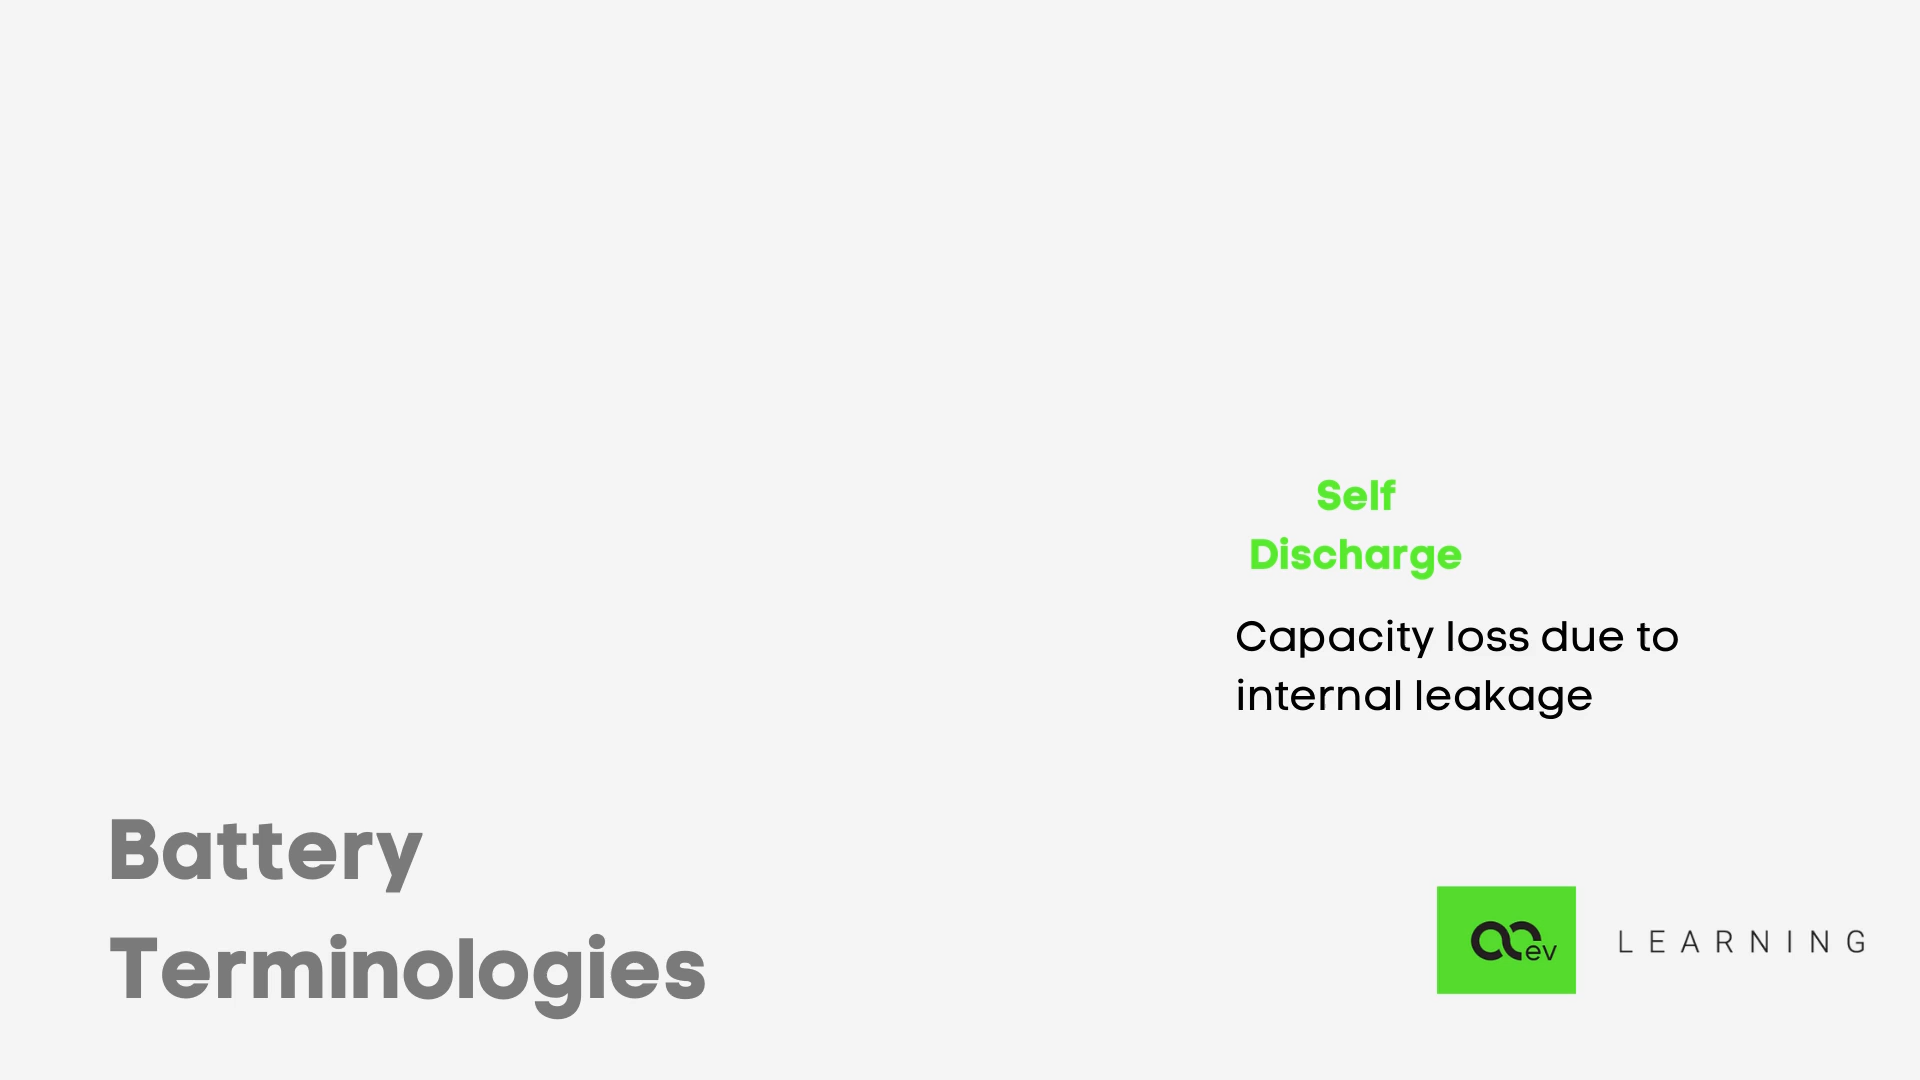 Self
Discharge
Capacity loss due to
internal leakage
Battery
Terminologies
ev
LEARNING